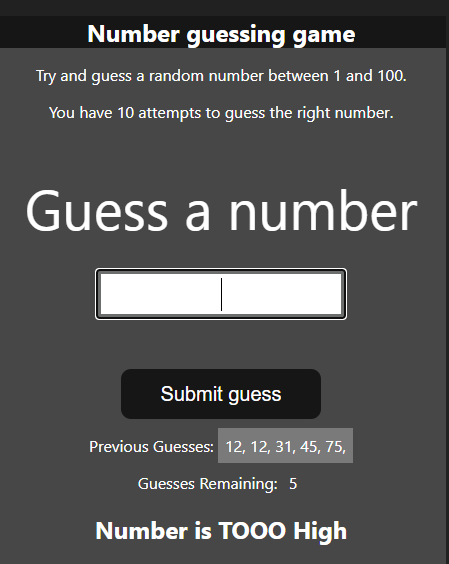 Number guessing game
Try and guess a random number between 1 and 100.
You have 10 attempts to guess the right number.
Guess a number
Submit guess
Previous Guesses: 12, 12, 31, 45, 75,
Guesses Remaining: 5
Number is TOOO High